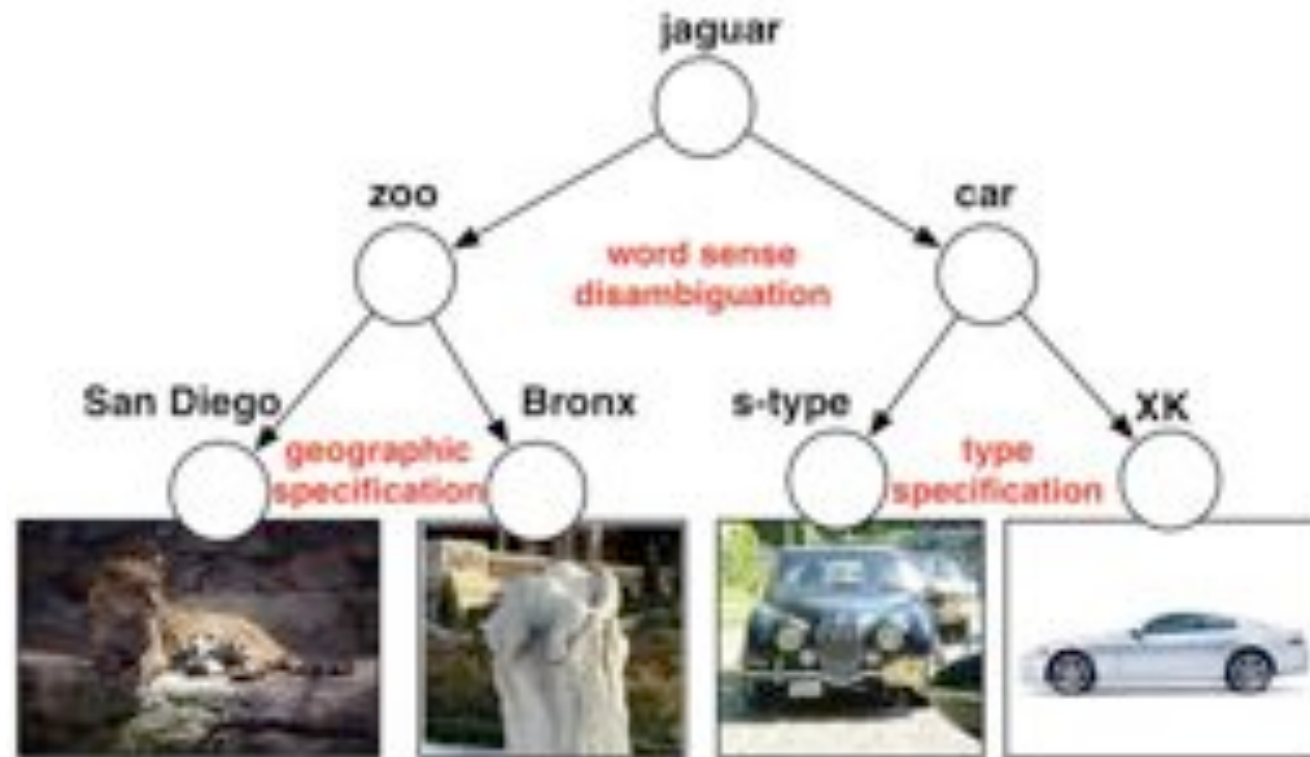 jaguar
zoo
car
word sense
disambiguation
San Diego
Bronx
s-type
XK
geographic
specification
type
specification